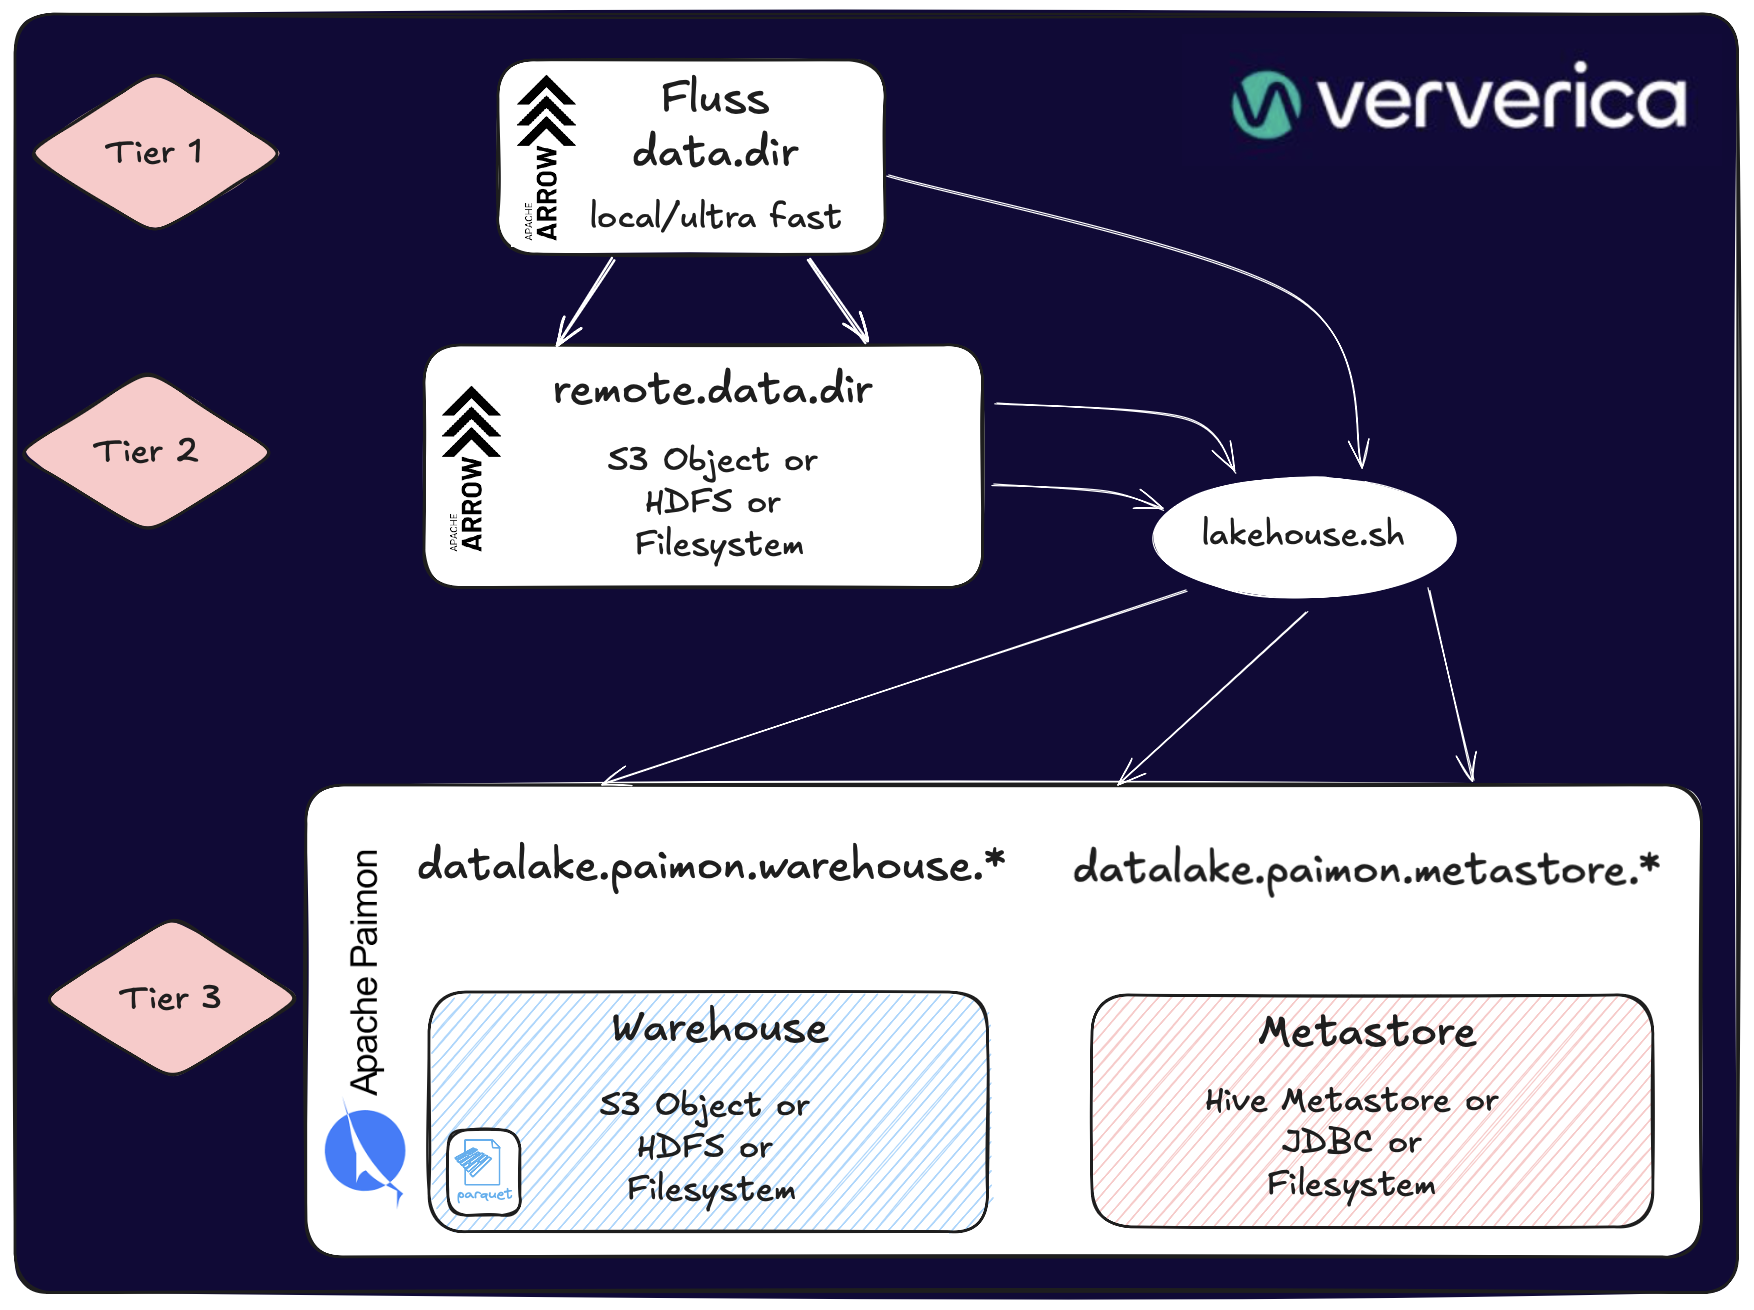 ververica
Tier 1
Fluss
data.dir
local/ultra fast
APACHE
ARROW
Tier 2
remote.data.dir
S3 Object or
HDFS or
Filesystem
APACHE
ARROW
lakehouse.sh
Tier 3
Apache Paimon
datalake.paimon.warehouse.*
datalake.paimon.metastore.*
Warehouse
S3 Object or
HDFS or
Filesystem
parquet
Metastore
Hive Metastore or
JDBC or
Filesystem